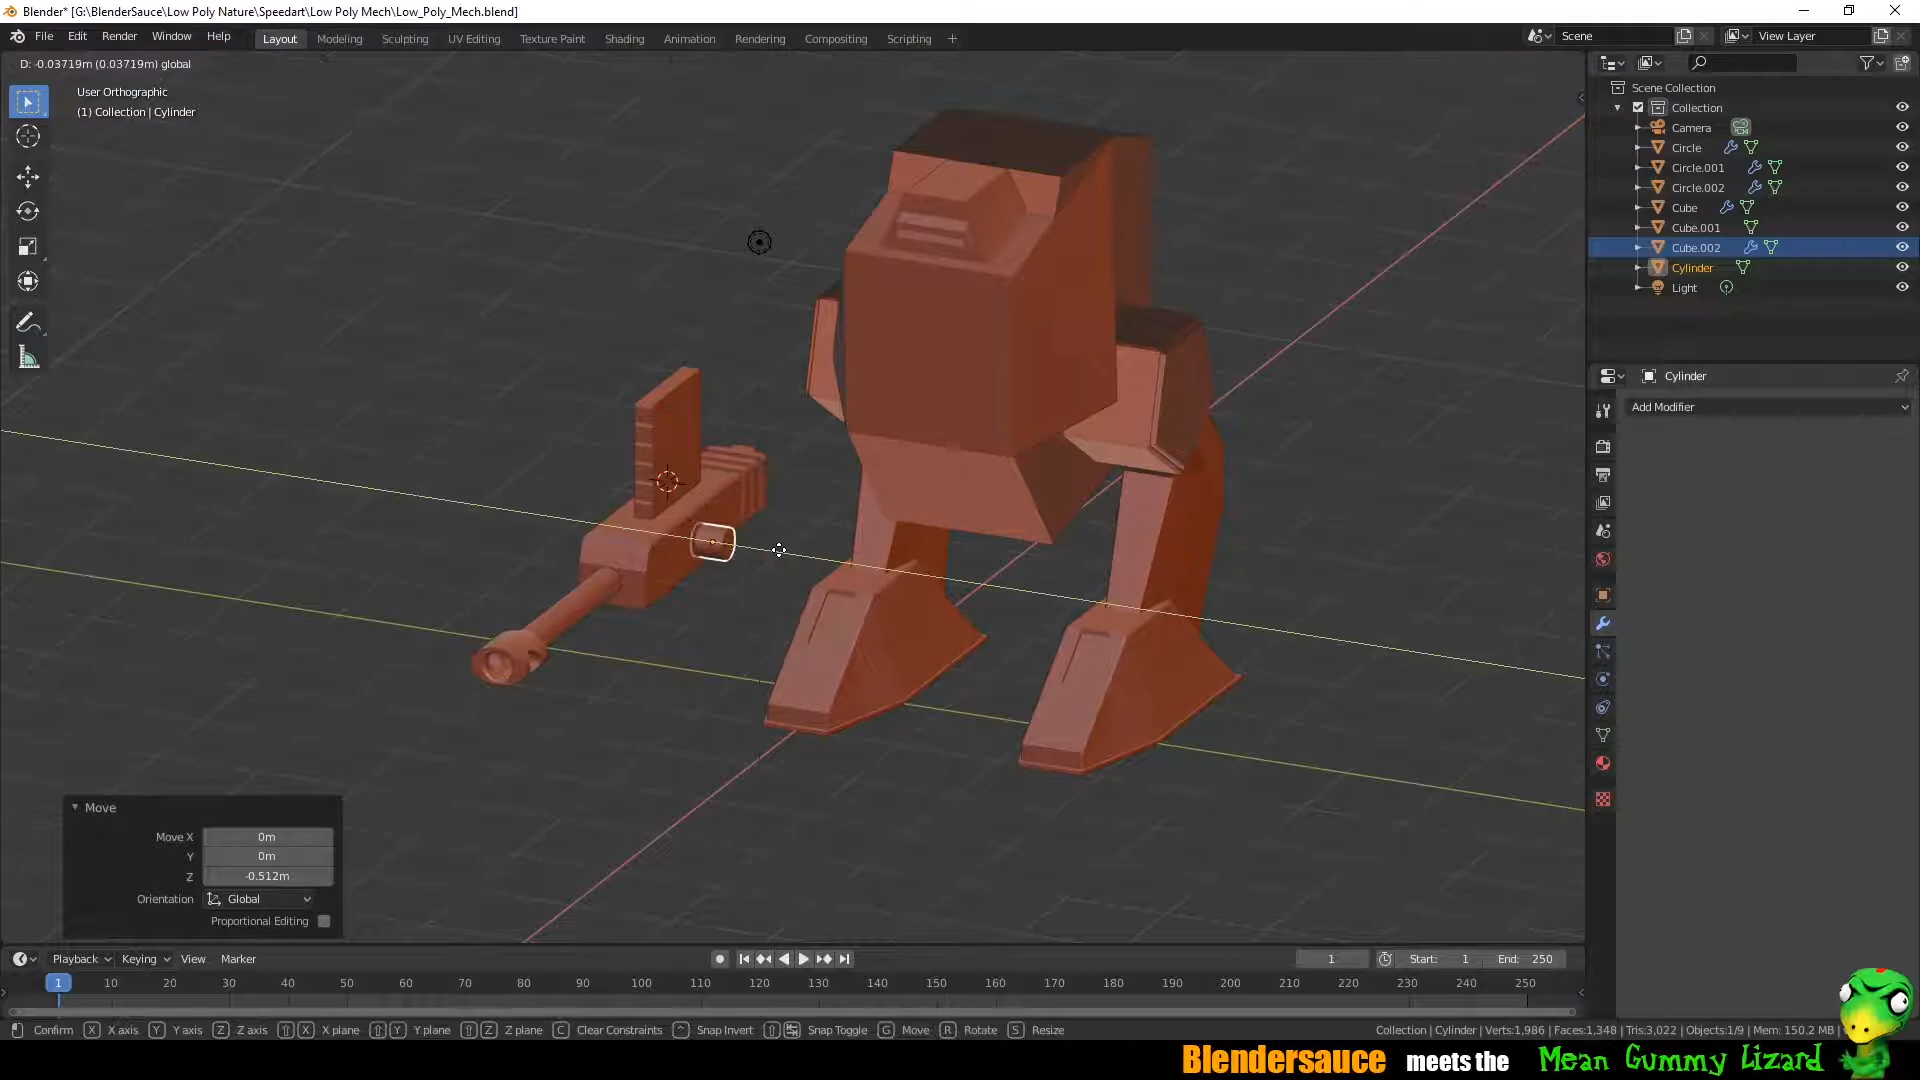 Blender* [G:\BlenderSauce\Low Poly Nature\Speedart\Low Poly Mech\Low_Poly_Mech.blend]
File Edit Render Window Help Layout Modeling Sculpting UV Editing Texture Paint Shading Animation Rendering Compositing Scripting + Scene View Layer
D: -0.03719m (0.03719m) global
User Orthographic
(1) Collection | Cylinder
Scene Collection
Collection
Camera
Circle
Circle.001
Circle.002
Cube
Cube.001
Cube.002
Cylinder
Light
Cylinder
Add Modifier
Move
Move X 0m
Y 0m
Z -0.512m
Orientation Global
Proportional Editing
Playback Keying View Marker 1 Start: 1 End: 250
1 10 20 30 40 50 60 70 80 90 100 110 120 130 140 150 160 170 180 190 200 210 220 230 240 250
Confirm X X axis Y Y axis Z Z axis X X plane Y Y plane Z Z plane C Clear Constraints Snap Invert Snap Toggle G Move R Rotate S Resize Collection | Cylinder | Verts:1,986 | Faces:1,348 | Tris:3,022 | Objects:1/9 | Mem: 150.2 MB |
Blendersauce meets the Mean Gummy Lizard